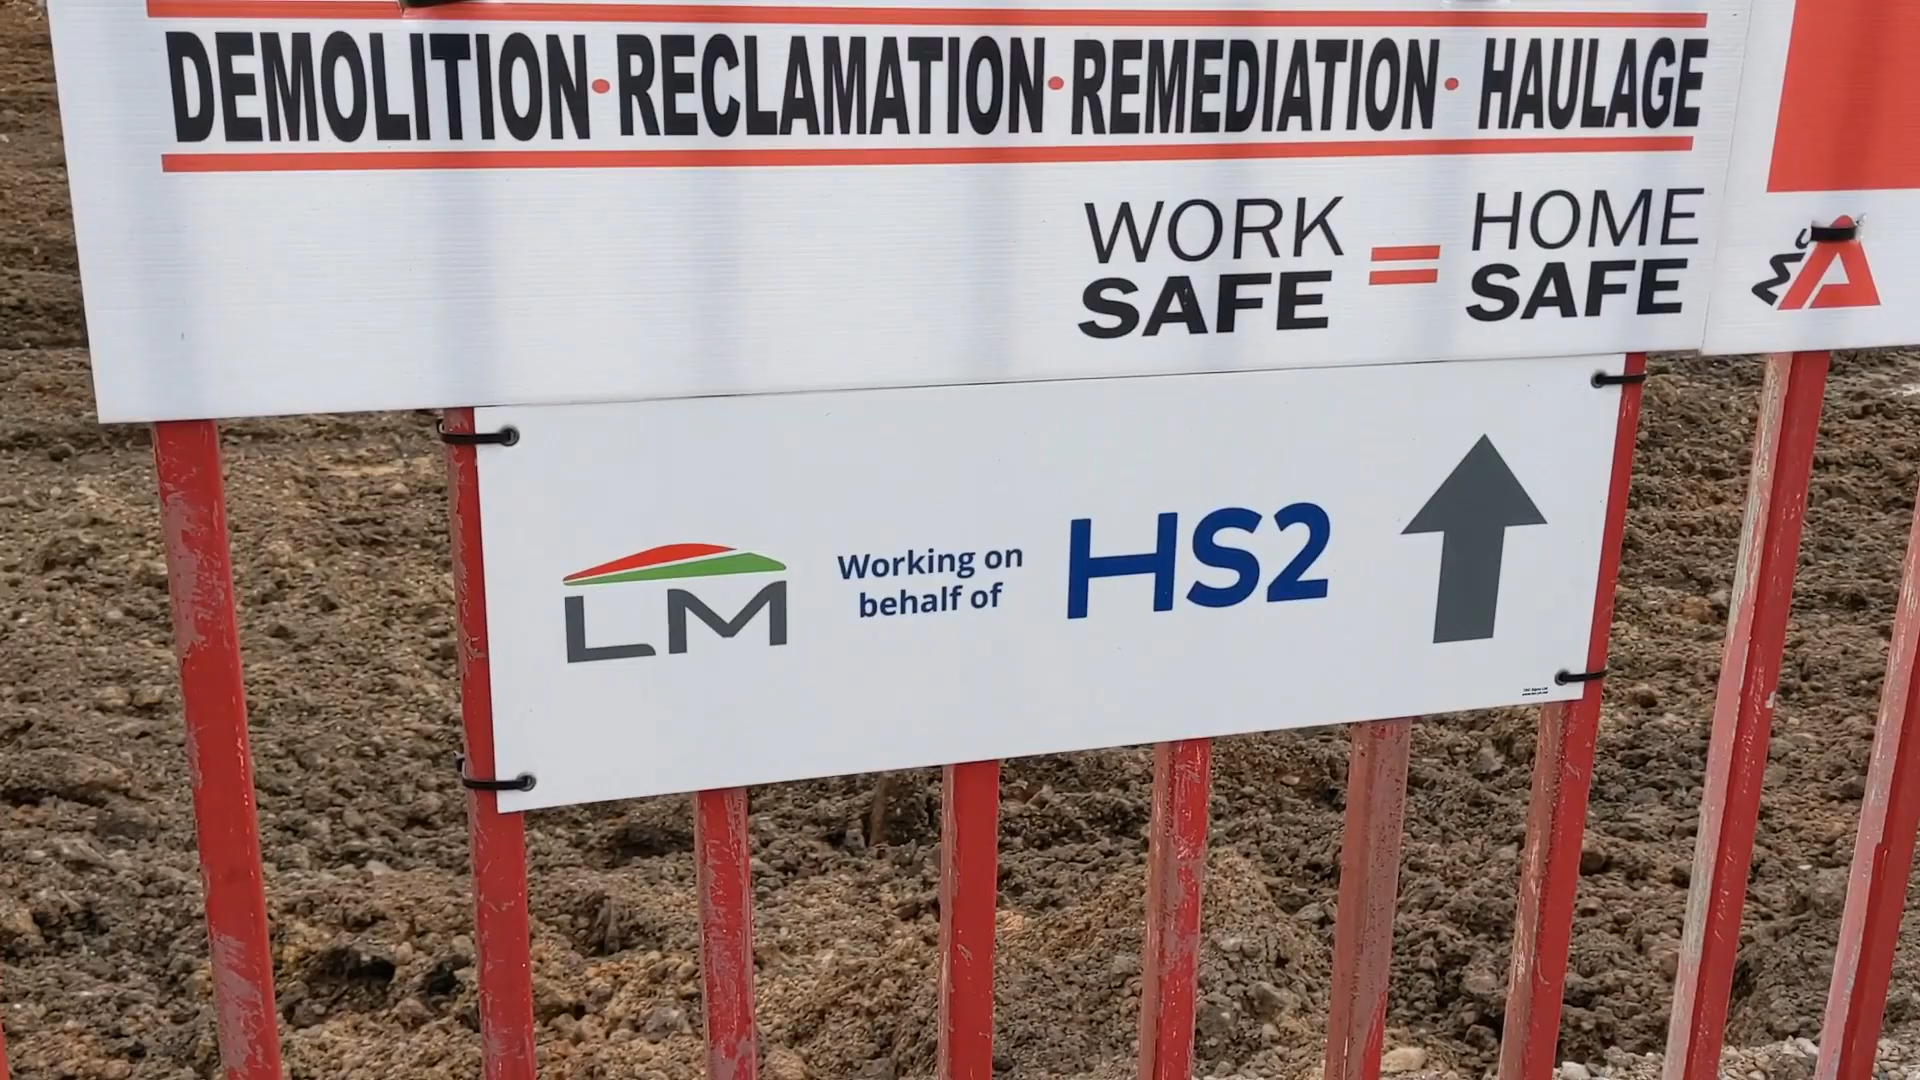 DEMOLITION·RECLAMATION·REMEDIATION· HAULAGE
WORK
SAFE
=
HOME
SAFE
LM
Working on
behalf of
HS2